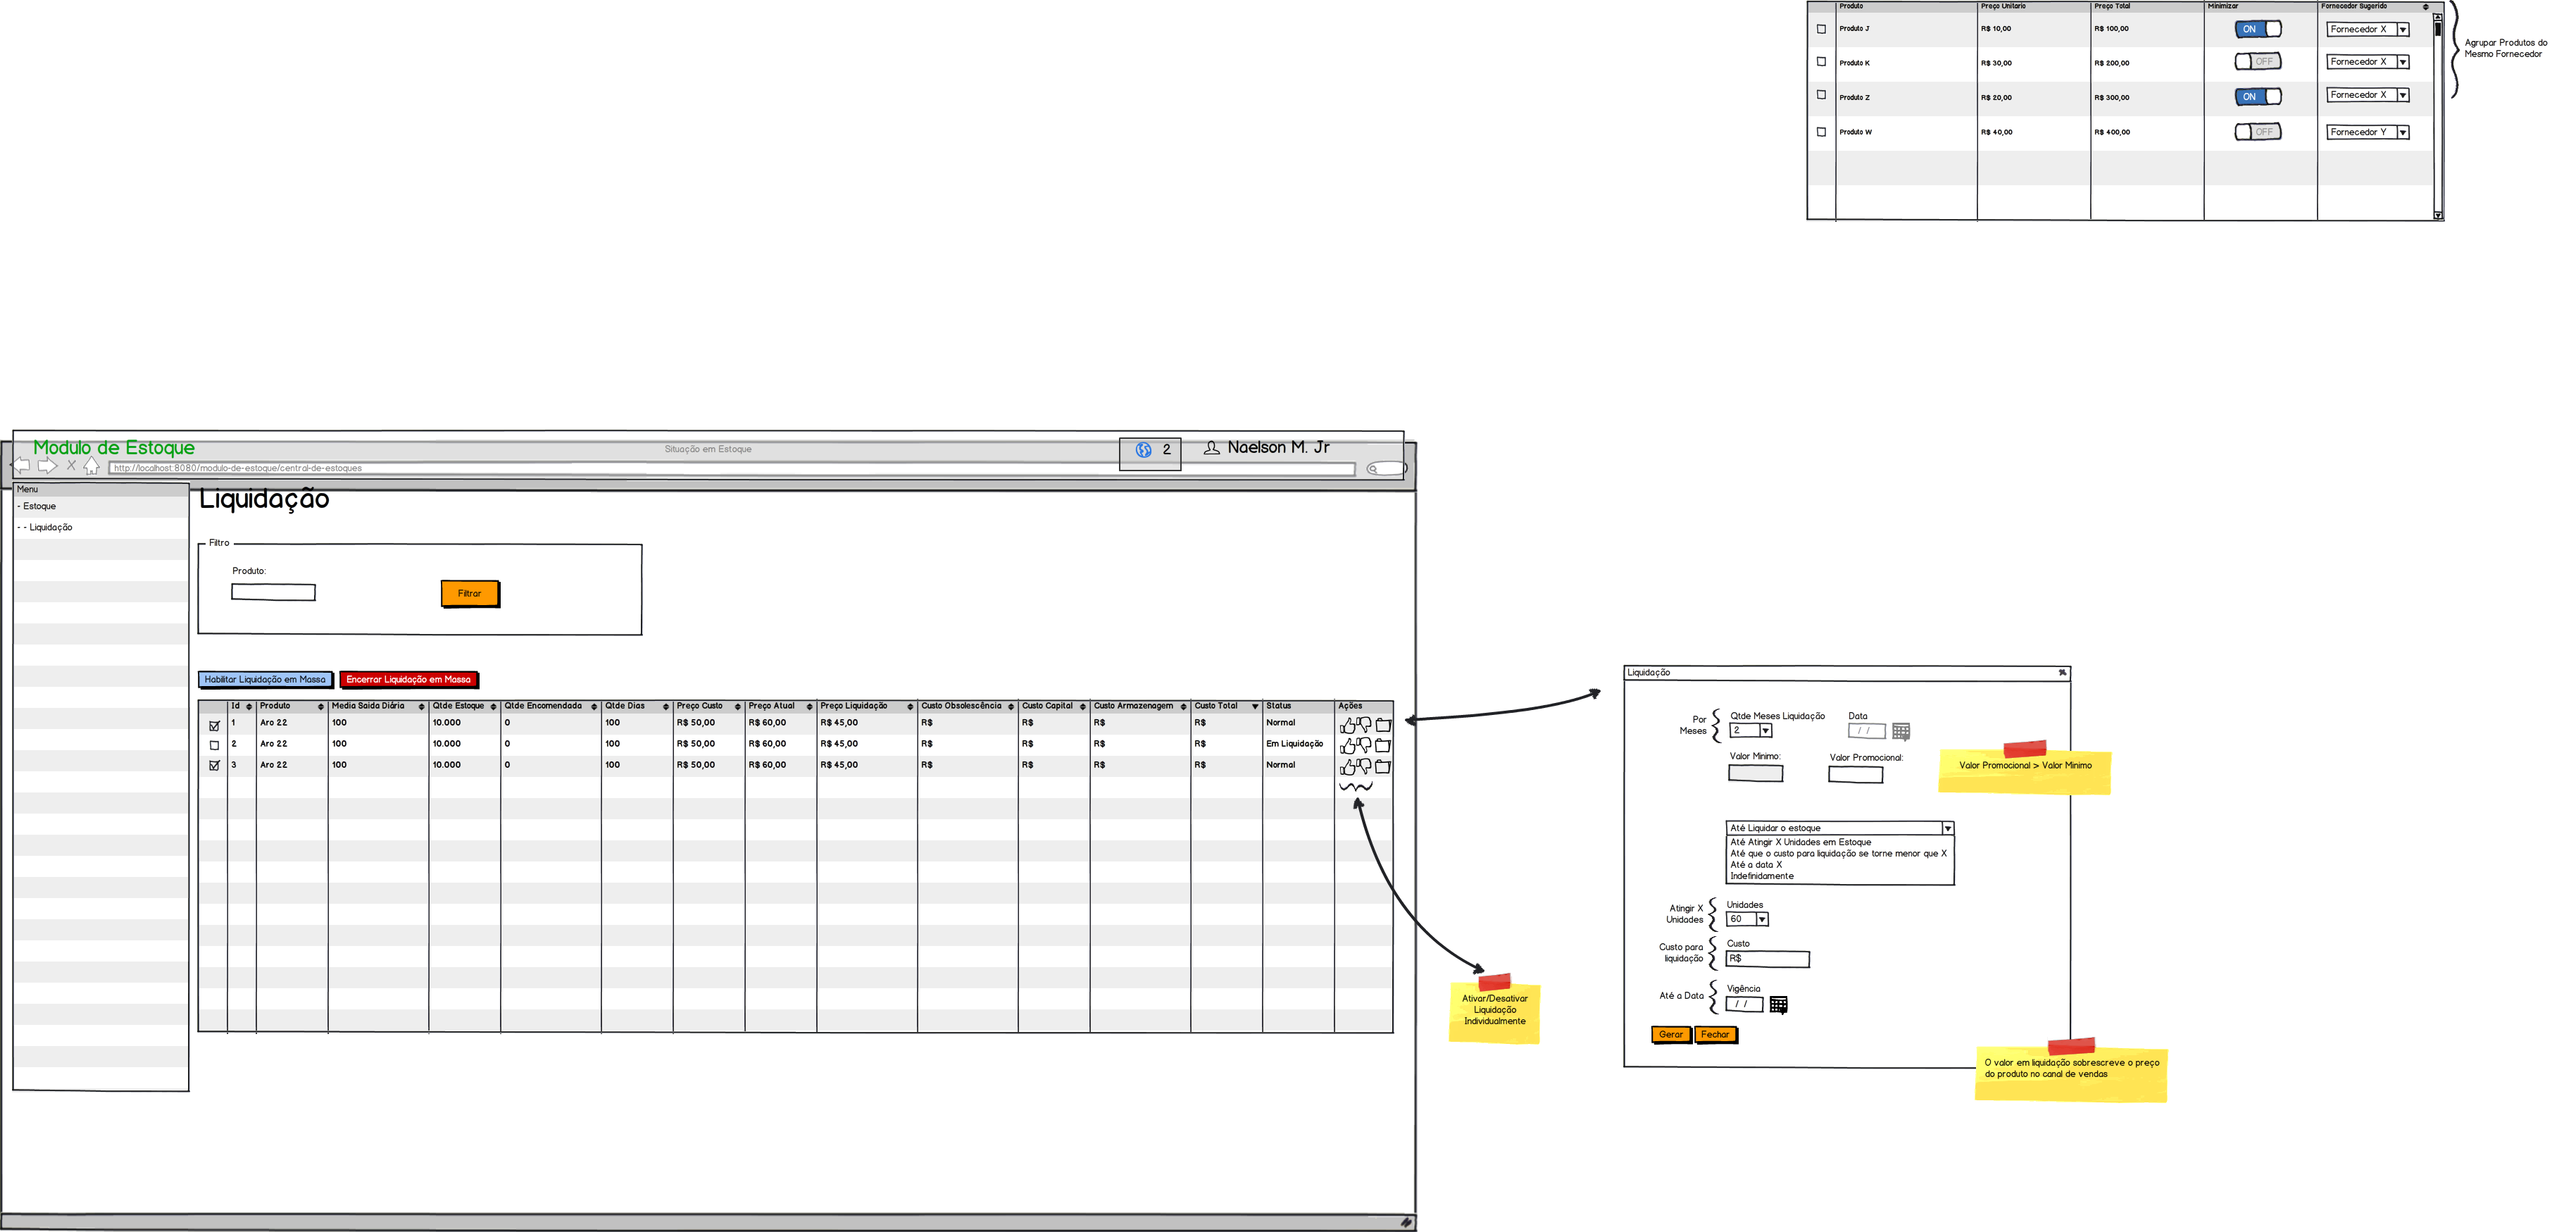 Produto Preço Unitario Preço Total Minimizar Fornecedor Sugerido
Produto J R$ 10,00 R$ 100,00 ON Fornecedor X
Produto K R$ 30,00 R$ 200,00 OFF Fornecedor X
Produto Z R$ 20,00 R$ 300,00 ON Fornecedor X
Produto W R$ 40,00 R$ 400,00 OFF Fornecedor Y
Agrupar Produtos do
Mesmo Fornecedor
Modulo de Estoque
Situação em Estoque
2
Naelson M. Jr
http://localhost:8080/modulo-de-estoque/central-de-estoques
Menu
- Estoque
- - Liquidação
Liquidação
Filtro
Produto:
Filtrar
Habilitar Liquidação em Massa
Encerrar Liquidação em Massa
Id Produto Media Saida Diária Qtde Estoque Qtde Encomendada Qtde Dias Preço Custo Preço Atual Preço Liquidação Custo Obsolescência Custo Capital Custo Armazenagem Custo Total Status Ações
1 Aro 22 100 10.000 0 100 R$ 50,00 R$ 60,00 R$ 45,00 R$ R$ R$ R$ Normal
2 Aro 22 100 10.000 0 100 R$ 50,00 R$ 60,00 R$ 45,00 R$ R$ R$ R$ Em Liquidação
3 Aro 22 100 10.000 0 100 R$ 50,00 R$ 60,00 R$ 45,00 R$ R$ R$ R$ Normal
Ativar/Desativar
Liquidação
Individualmente
Liquidação
Por
Meses
Qtde Meses Liquidação
2
Data
/ /
Valor Minimo:
Valor Promocional:
Valor Promocional > Valor Minimo
Até Liquidar o estoque
Até Atingir X Unidades em Estoque
Até que o custo para liquidação se torne menor que X
Até a data X
Indefinidamente
Atingir X
Unidades
Unidades
60
Custo para
liquidação
Custo
R$
Até a Data
Vigência
/ /
Gerar
Fechar
O valor em liquidação sobrescreve o preço
do produto no canal de vendas